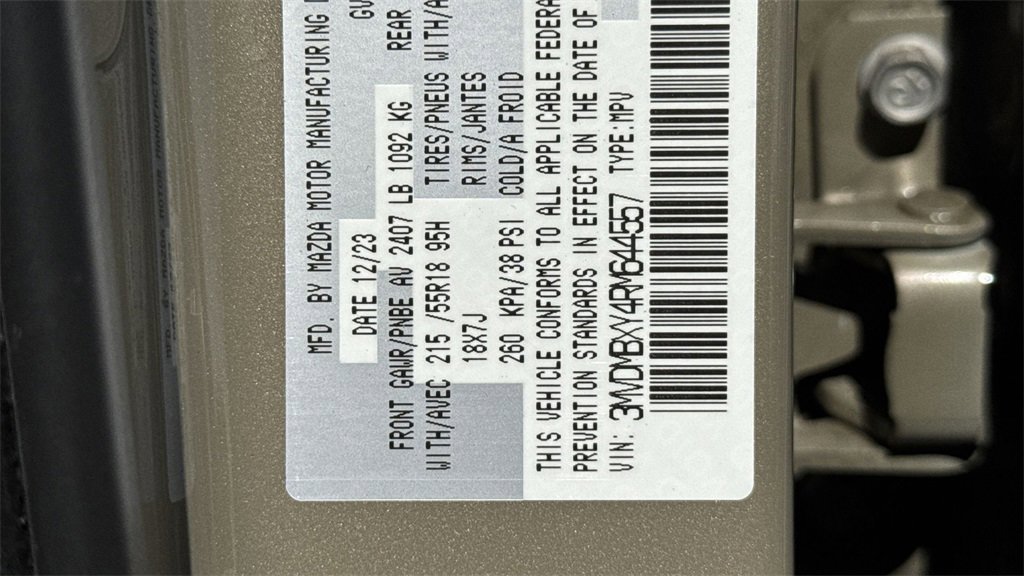 MFD. BY MAZDA MOTOR MANUFACTURING
DATE 12/23 GV
FRONT GAWR/PNBE AV 2407 LB 1092 KG REAR
WITH/AVEC 215 /55R18 95H TIRES/PNEUS WITH/A
18X7J RIMS/JANTES
260 KPA/38 PSI COLD/A FROID
THIS VEHICLE CONFORMS TO ALL APPLICABLE FEDERA
PREVENTION STANDARDS IN EFFECT ON THE DATE OF
VIN: 3MVDMBXY4RM644557 TYPE:MPV